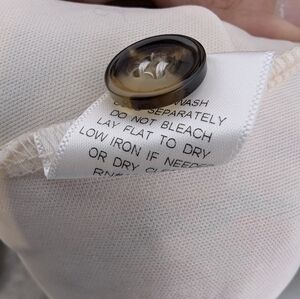 WASH
SEPARATELY
DO NOT BLEACH
LAY FLAT TO DRY
LOW IRON IF NEEDED
OR DRY